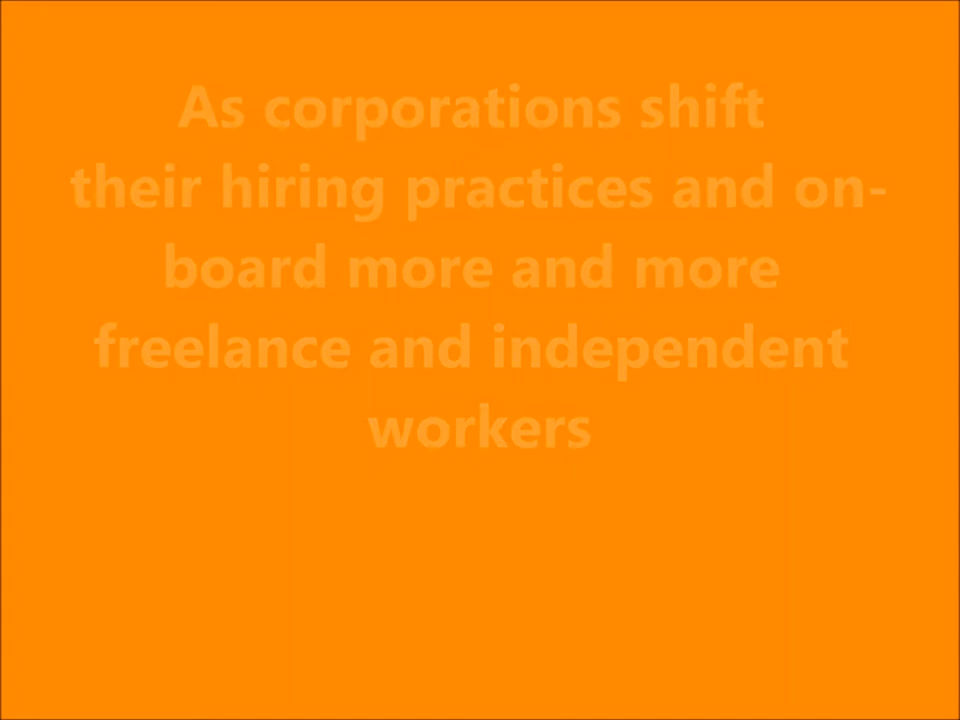 As corporations shift
their hiring practices and on-
board more and more
freelance and independent
workers